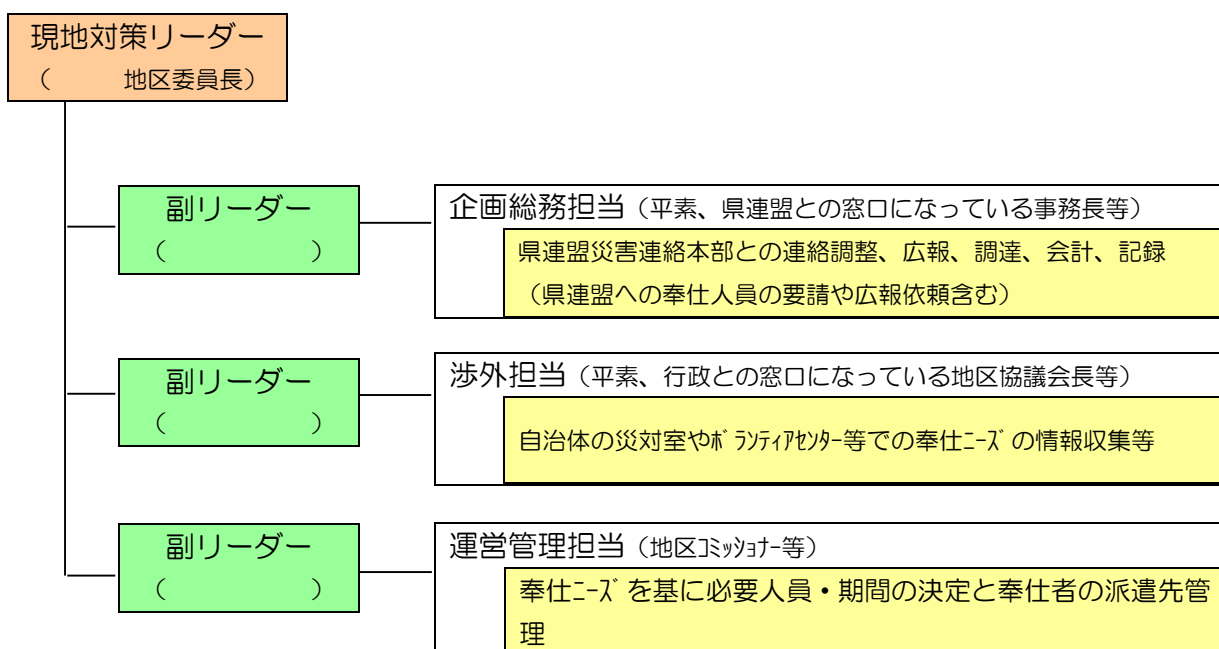 現地対策リーダー
（　　　地区委員長）
副リーダー
（　　　　　　）
企画総務担当（平素、県連盟との窓口になっている事務長等）
県連盟災害連絡本部との連絡調整、広報、調達、会計、記録
（県連盟への奉仕人員の要請や広報依頼含む）
副リーダー
（　　　　　　）
渉外担当（平素、行政との窓口になっている地区協議会長等）
自治体の災対室やﾎﾞﾗﾝﾃｨｱｾﾝﾀｰ等での奉仕ﾆｰｽﾞの情報収集等
副リーダー
（　　　　　　）
運営管理担当（地区ｺﾐｯｼｮﾅｰ等）
奉仕ﾆｰｽﾞを基に必要人員・期間の決定と奉仕者の派遣先管
理